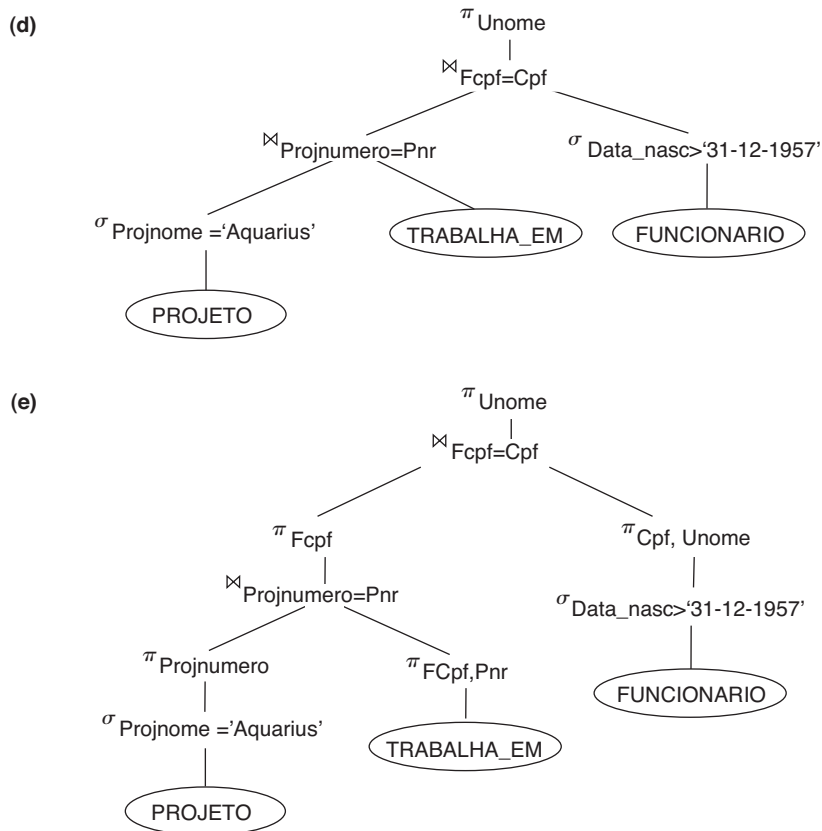 (d)
π Unome
⋈ Fcpf=Cpf
⋈ Projnumero=Pnr
σ Data_nasc>‘31-12-1957’
σ Projnome =‘Aquarius’
TRABALHA_EM
FUNCIONARIO
PROJETO
(e)
π Unome
⋈ Fcpf=Cpf
π Fcpf
π Cpf, Unome
⋈ Projnumero=Pnr
σ Data_nasc>‘31-12-1957’
π Projnumero
π FCpf,Pnr
FUNCIONARIO
σ Projnome =’Aquarius’
TRABALHA_EM
PROJETO